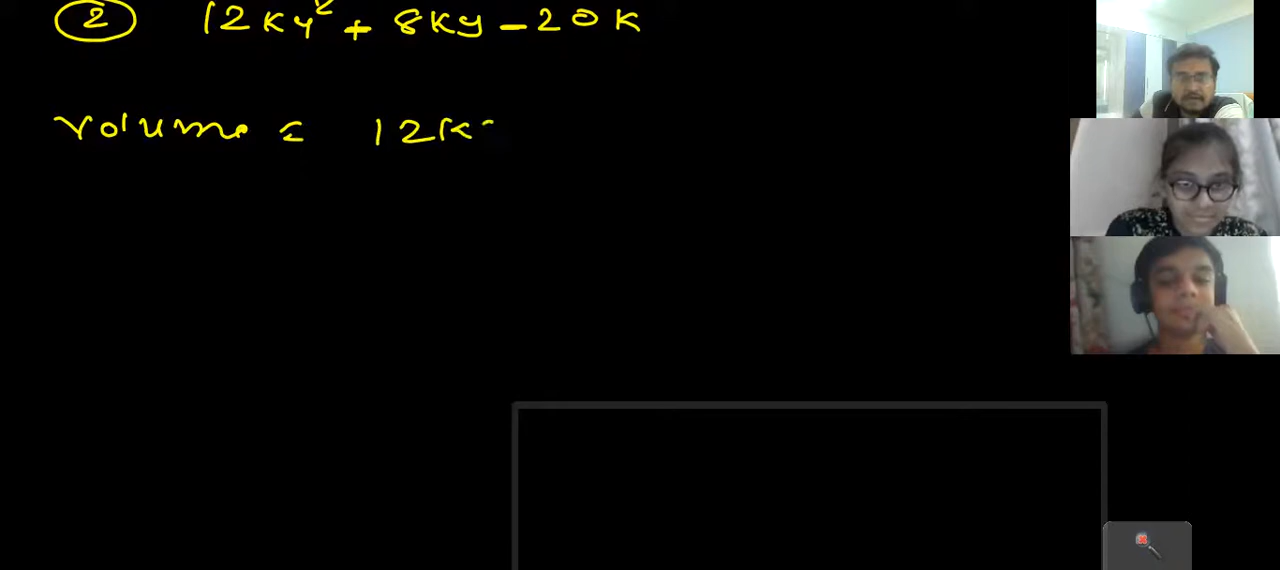 ② 12ky² + 8ky - 20k
Volume = 12k